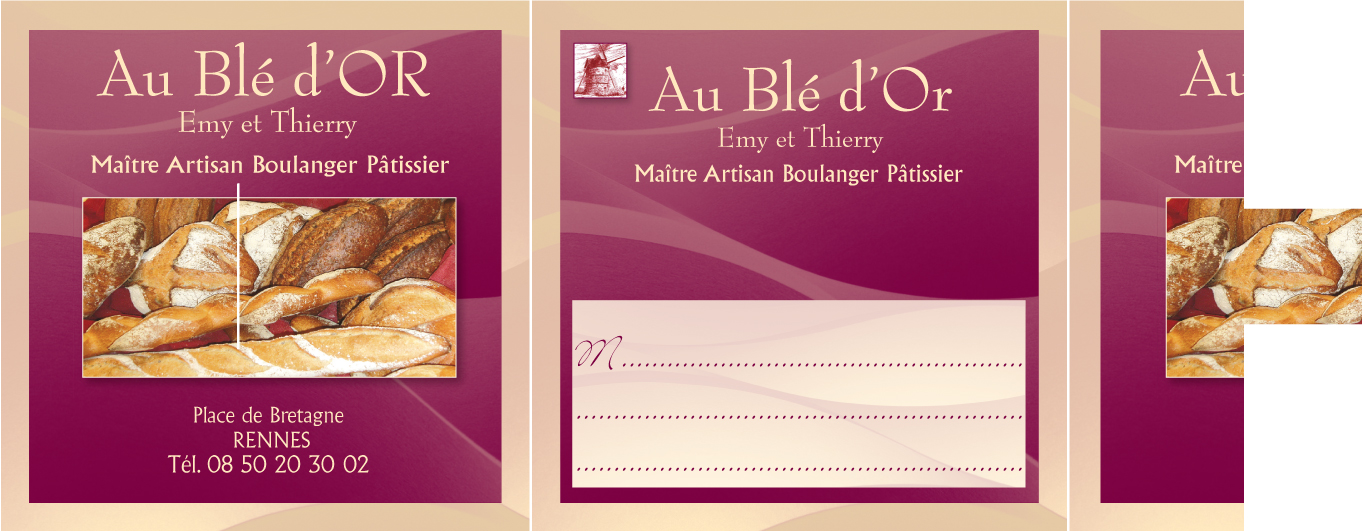 Au Blé d'OR
Emy et Thierry
Maître Artisan Boulanger Pâtissier
Place de Bretagne
RENNES
Tél. 08 50 20 30 02
Au Blé d'Or
Emy et Thierry
Maître Artisan Boulanger Pâtissier
M
Au
Maître